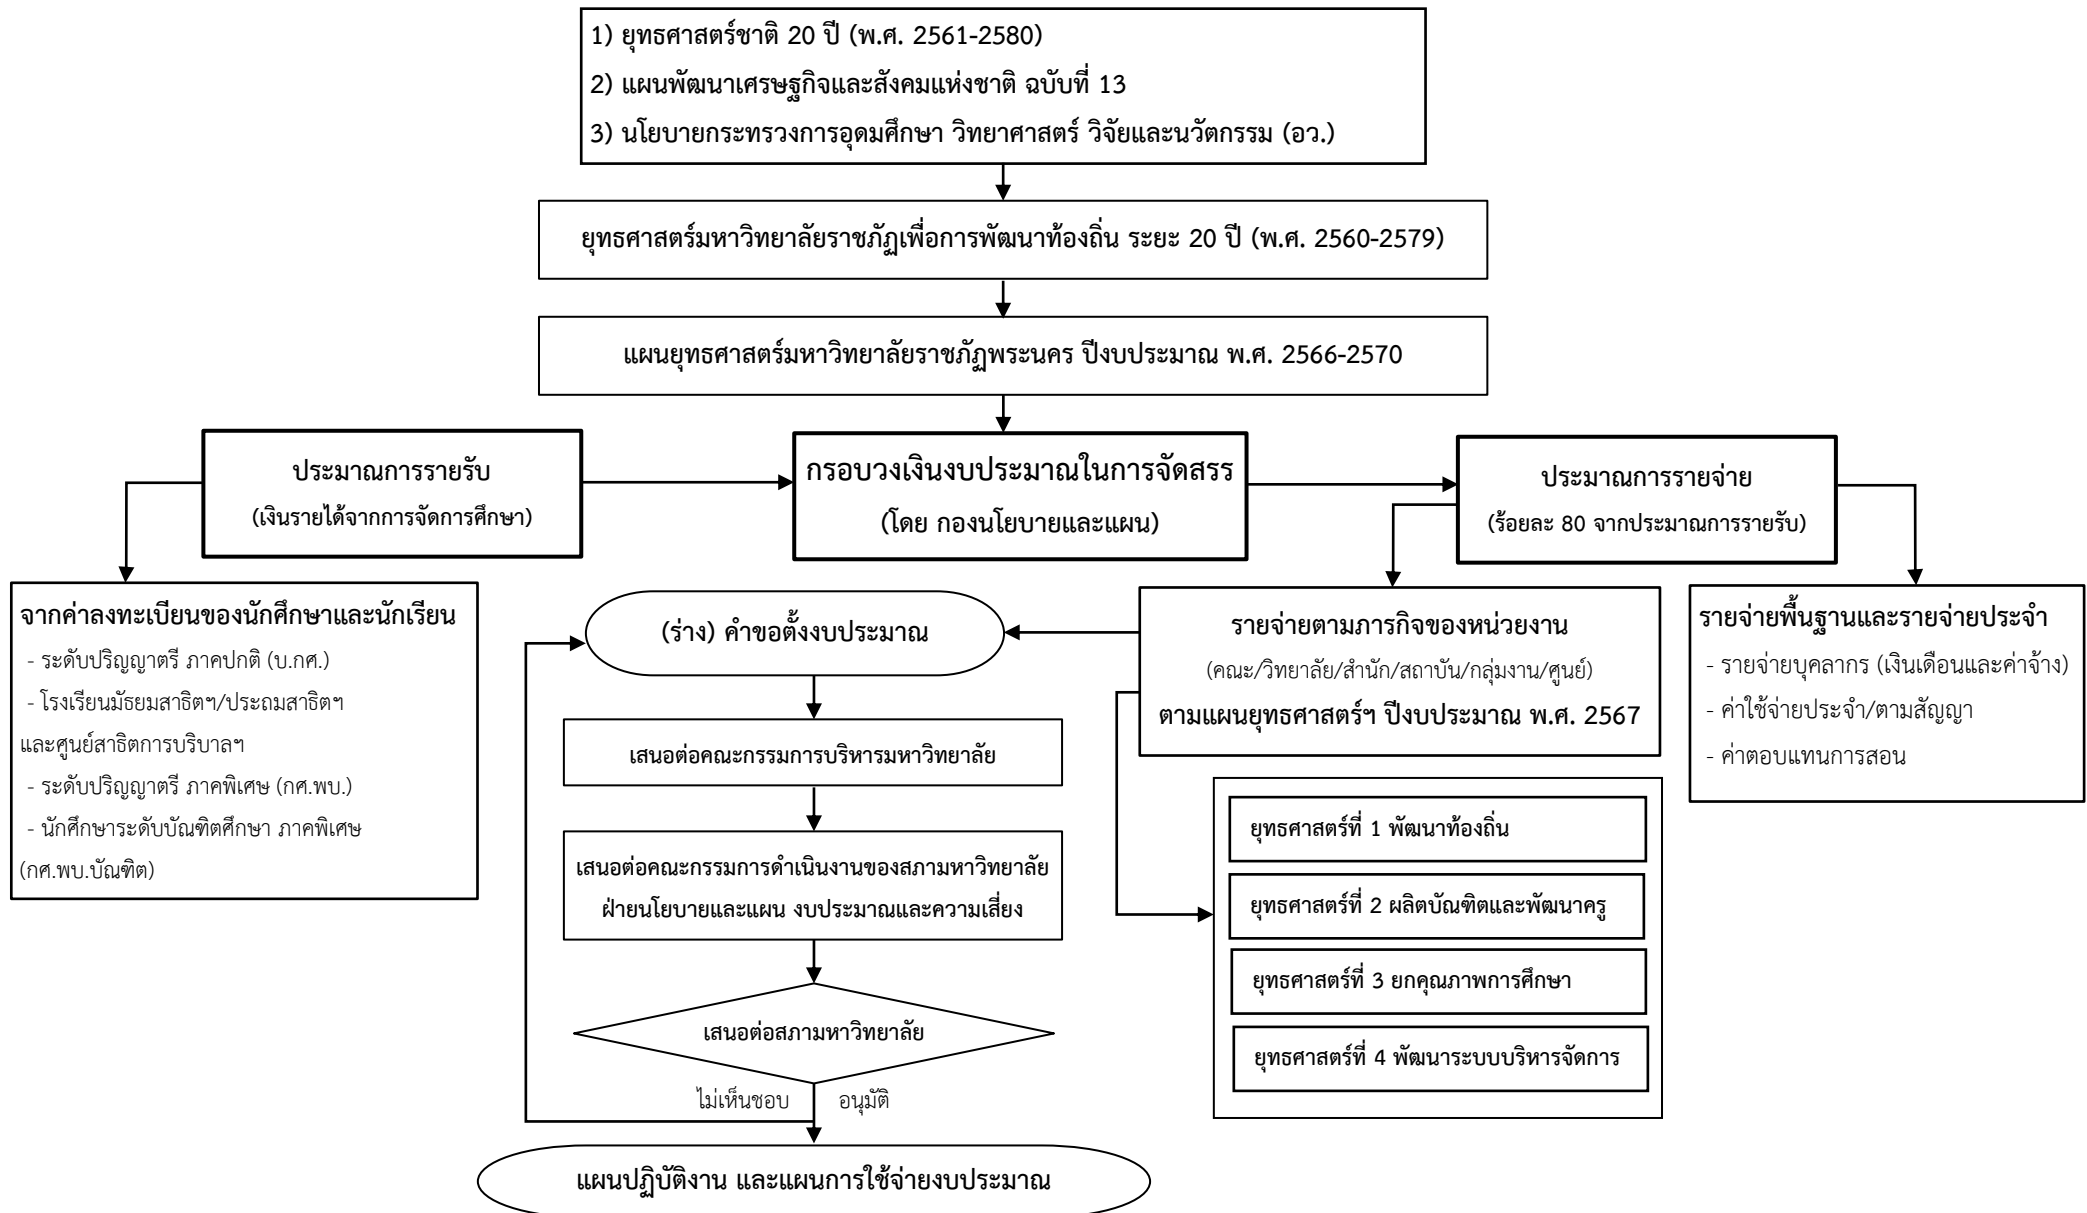 1) ยุทธศาสตร์ชาติ 20 ปี (พ.ศ. 2561-2580)
2) แผนพัฒนาเศรษฐกิจและสังคมแห่งชาติ ฉบับที่ 13
3) นโยบายกระทรวงการอุดมศึกษา วิทยาศาสตร์ วิจัยและนวัตกรรม (อว.)
ยุทธศาสตร์มหาวิทยาลัยราชภัฏเพื่อการพัฒนาท้องถิ่น ระยะ 20 ปี (พ.ศ. 2560-2579)
แผนยุทธศาสตร์มหาวิทยาลัยราชภัฏพระนคร ปีงบประมาณ พ.ศ. 2566-2570
ประมาณการรายรับ
(เงินรายได้จากการจัดการศึกษา)
กรอบวงเงินงบประมาณในการจัดสรร
(โดย กองนโยบายและแผน)
ประมาณการรายจ่าย
(ร้อยละ 80 จากประมาณการรายรับ)
จากค่าลงทะเบียนของนักศึกษาและนักเรียน
- ระดับปริญญาตรี ภาคปกติ (บ.กศ.)
- โรงเรียนมัธยมสาธิตฯ/ประถมสาธิตฯ
และศูนย์สาธิตการบริบาลฯ
- ระดับปริญญาตรี ภาคพิเศษ (กศ.พบ.)
- นักศึกษาระดับบัณฑิตศึกษา ภาคพิเศษ
(กศ.พบ.บัณฑิต)
(ร่าง) คำขอตั้งงบประมาณ
เสนอต่อคณะกรรมการบริหารมหาวิทยาลัย
เสนอต่อคณะกรรมการดำเนินงานของสภามหาวิทยาลัย
ฝ่ายนโยบายและแผน งบประมาณและความเสี่ยง
เสนอต่อสภามหาวิทยาลัย
ไม่เห็นชอบ
อนุมัติ
แผนปฏิบัติงาน และแผนการใช้จ่ายงบประมาณ
รายจ่ายตามภารกิจของหน่วยงาน
(คณะ/วิทยาลัย/สำนัก/สถาบัน/กลุ่มงาน/ศูนย์)
ตามแผนยุทธศาสตร์ฯ ปีงบประมาณ พ.ศ. 2567
ยุทธศาสตร์ที่ 1 พัฒนาท้องถิ่น
ยุทธศาสตร์ที่ 2 ผลิตบัณฑิตและพัฒนาครู
ยุทธศาสตร์ที่ 3 ยกคุณภาพการศึกษา
ยุทธศาสตร์ที่ 4 พัฒนาระบบบริหารจัดการ
รายจ่ายพื้นฐานและรายจ่ายประจำ
- รายจ่ายบุคลากร (เงินเดือนและค่าจ้าง)
- ค่าใช้จ่ายประจำ/ตามสัญญา
- ค่าตอบแทนการสอน